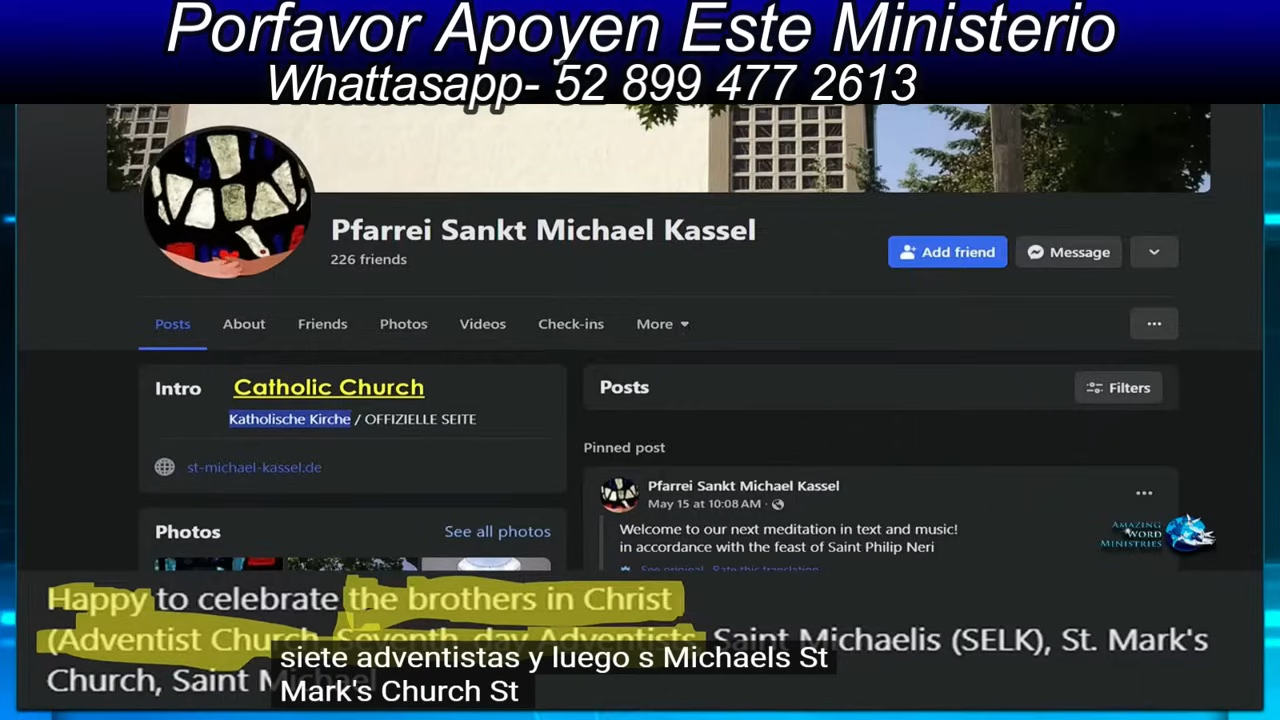 Porfavor Apoyen Este Ministerio
Whattasapp- 52 899 477 2613
Pfarrei Sankt Michael Kassel
226 friends
Add friend
Message
Posts About Friends Photos Videos Check-ins More
Intro Catholic Church
Katholische Kirche / OFFIZIELLE SEITE
st-michael-kassel.de
Photos See all photos
Posts Filters
Pinned post
Pfarrei Sankt Michael Kassel
May 15 at 10:08 AM
Welcome to our next meditation in text and music!
in accordance with the feast of Saint Philip Neri
See original · Rate this translation
AMAZING
WORD
MINISTRIES
Happy to celebrate the brothers in Christ
(Adventist Church, Seventh-day Adventists, Saint Michaelis (SELK), St. Mark's
Church, Saint
siete adventistas y luego s Michaels St
Mark's Church St